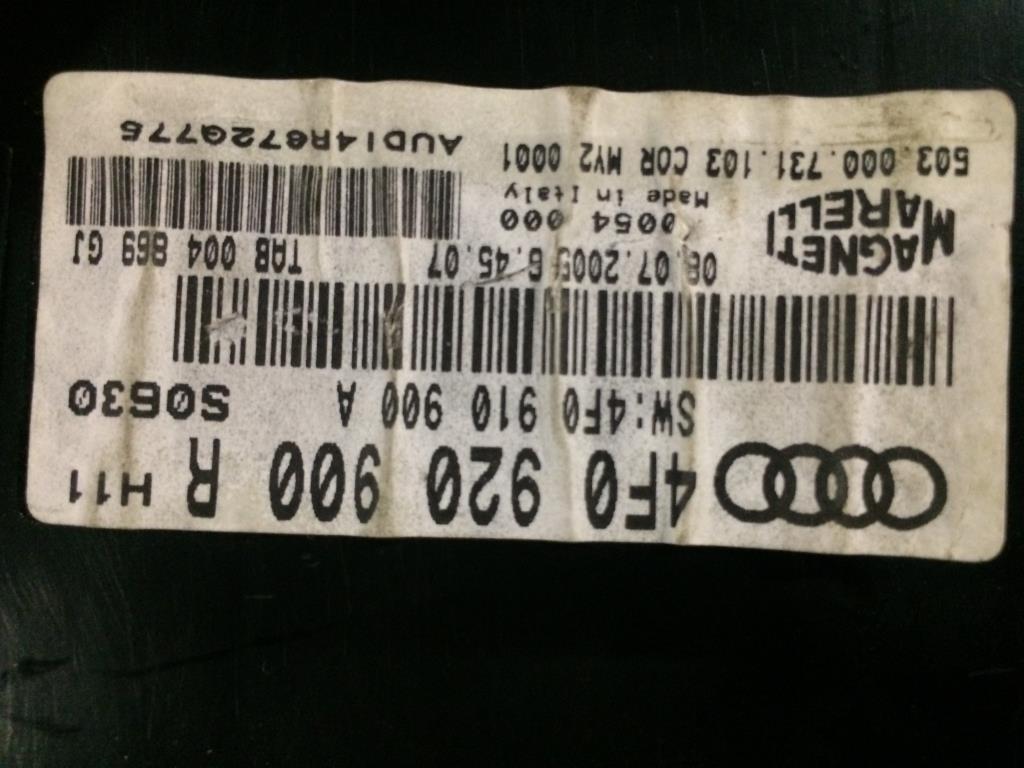 4F0 920 900 R H11
SW:4F0 910 900 A S0630
MAGNETI
MARELLI
08.07.2005 6.45.07 TAB 004 869 GJ
0054 000
Made in Italy
503.000.731.103 COR MY2 0001